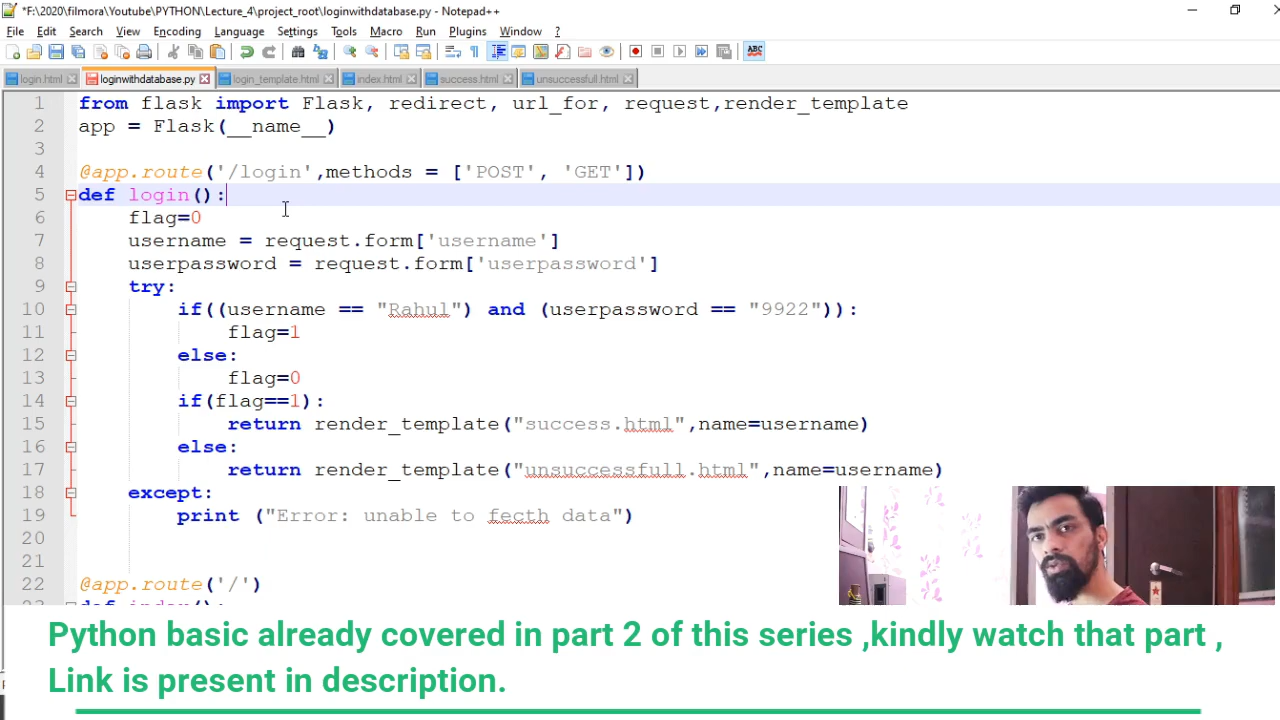 *F:\2020\filmora\Youtube\PYTHON\Lecture_4\project_root\loginwithdatabase.py - Notepad++
File Edit Search View Encoding Language Settings Tools Macro Run Plugins Window ?
login.html loginwithdatabase.py login_template.html index.html success.html unsuccessfull.html
1 from flask import Flask, redirect, url_for, request,render_template
2 app = Flask(__name__)
3
4 @app.route('/login',methods = ['POST', 'GET'])
5 def login():
6 flag=0
7 username = request.form['username']
8 userpassword = request.form['userpassword']
9 try:
10 if((username == "Rahul") and (userpassword == "9922")):
11 flag=1
12 else:
13 flag=0
14 if(flag==1):
15 return render_template("success.html",name=username)
16 else:
17 return render_template("unsuccessfull.html",name=username)
18 except:
19 print ("Error: unable to fecth data")
20
21
22 @app.route('/')
Python basic already covered in part 2 of this series ,kindly watch that part ,
Link is present in description.